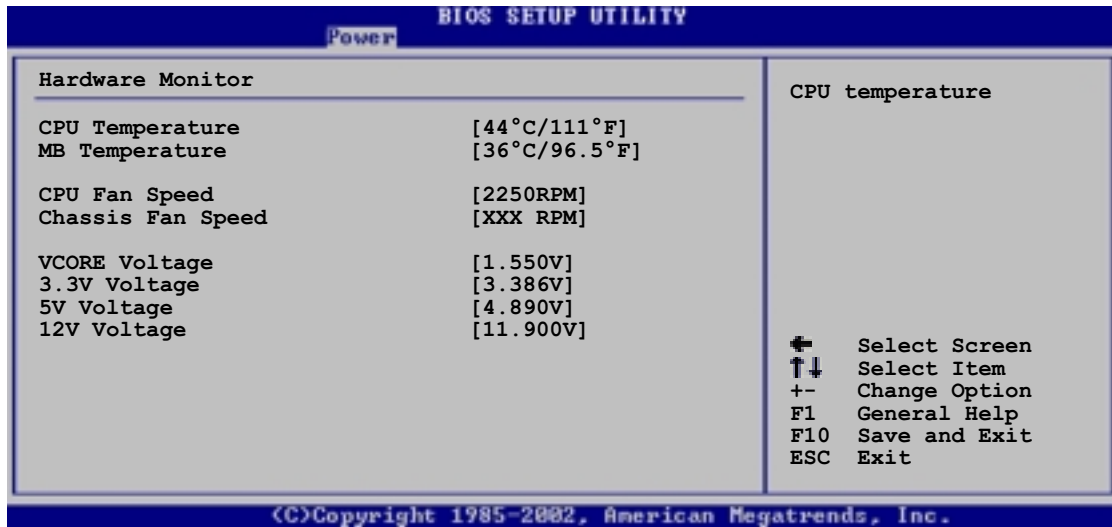 BIOS SETUP UTILITY
Power
Hardware Monitor
CPU Temperature [44°C/111°F]
MB Temperature [36°C/96.5°F]
CPU Fan Speed [2250RPM]
Chassis Fan Speed [XXX RPM]
VCORE Voltage [1.550V]
3.3V Voltage [3.386V]
5V Voltage [4.890V]
12V Voltage [11.900V]
CPU temperature
← Select Screen
↑↓ Select Item
+- Change Option
F1 General Help
F10 Save and Exit
ESC Exit
(C)Copyright 1985-2002, American Megatrends, Inc.